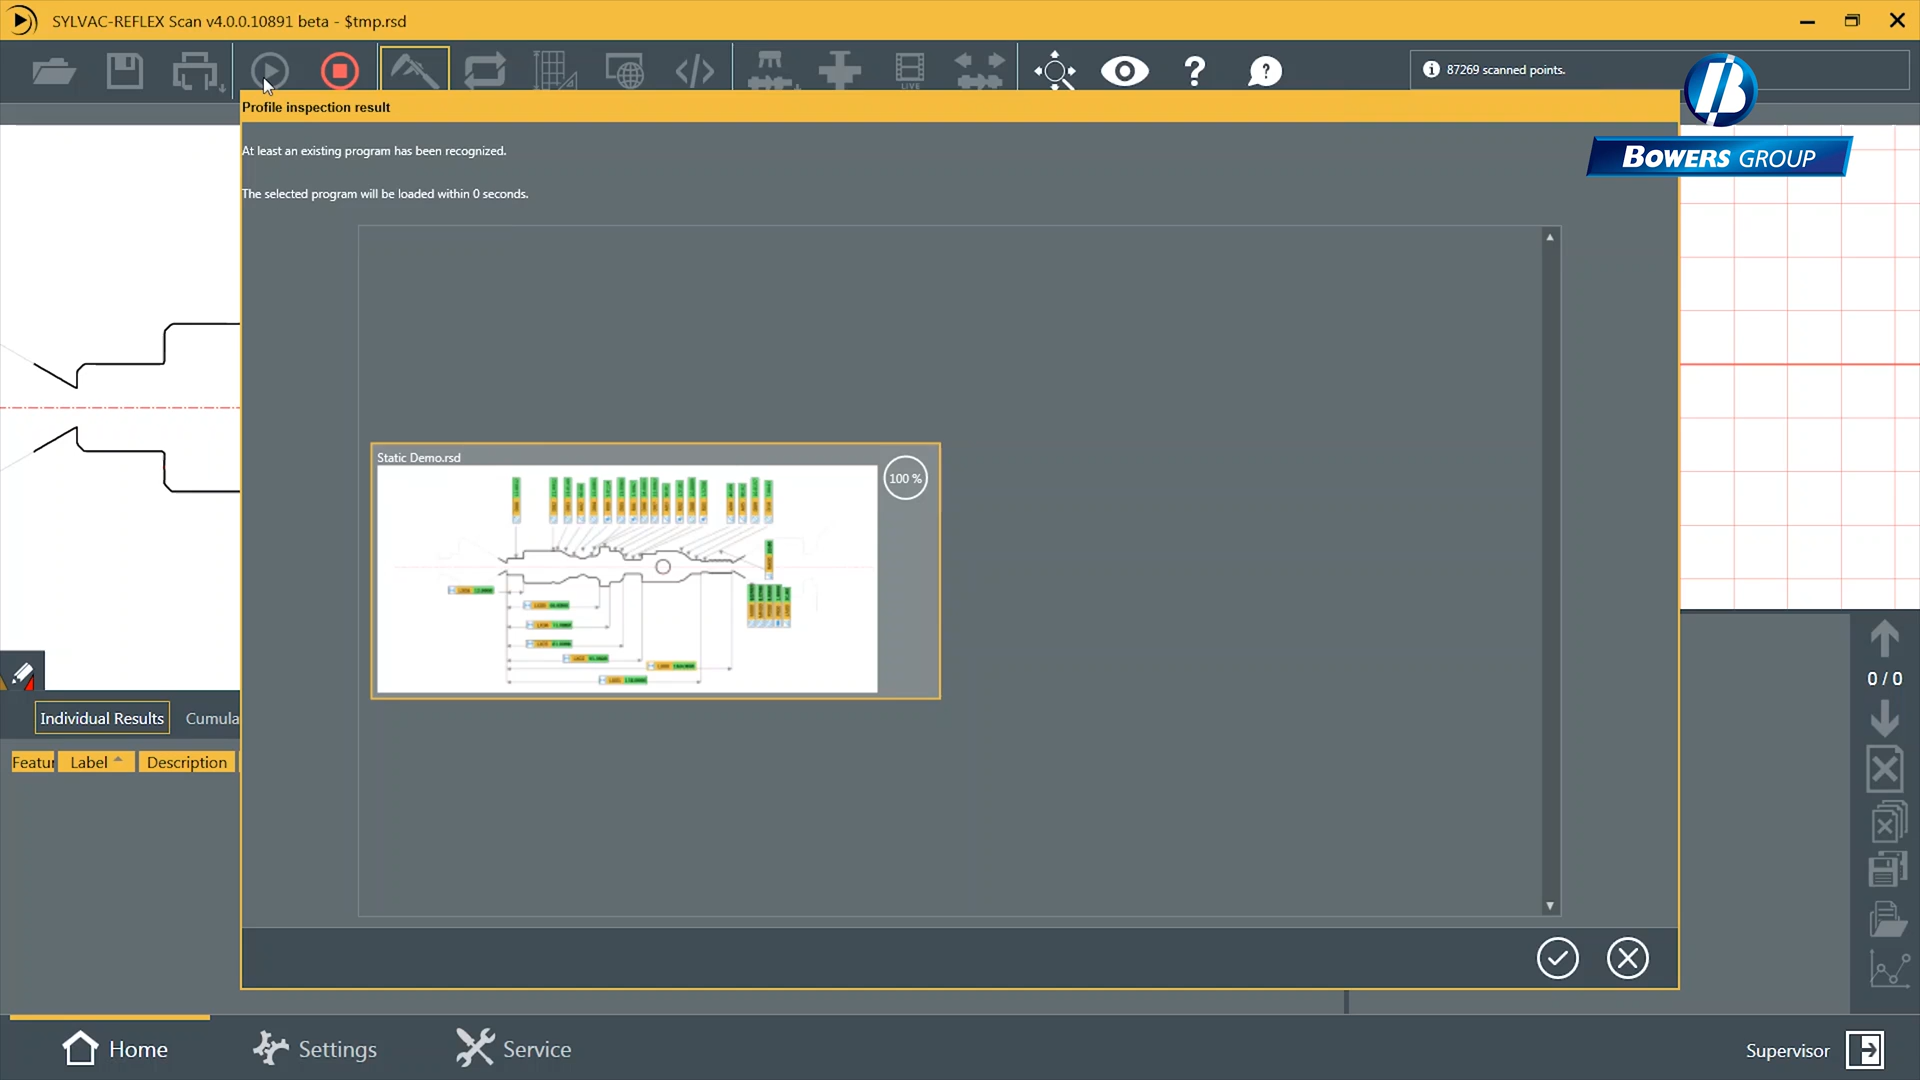 SYLVAC-REFLEX Scan v4.0.0.10891 beta - $tmp.rsd
LIVE
87269 scanned points.
Profile inspection result
BOWERS GROUP
At least an existing program has been recognized.
The selected program will be loaded within 0 seconds.
Static Demo.rsd
100 %
0 / 0
Individual Results
Cumula
Featur
Label
Description
Home
Settings
Service
Supervisor